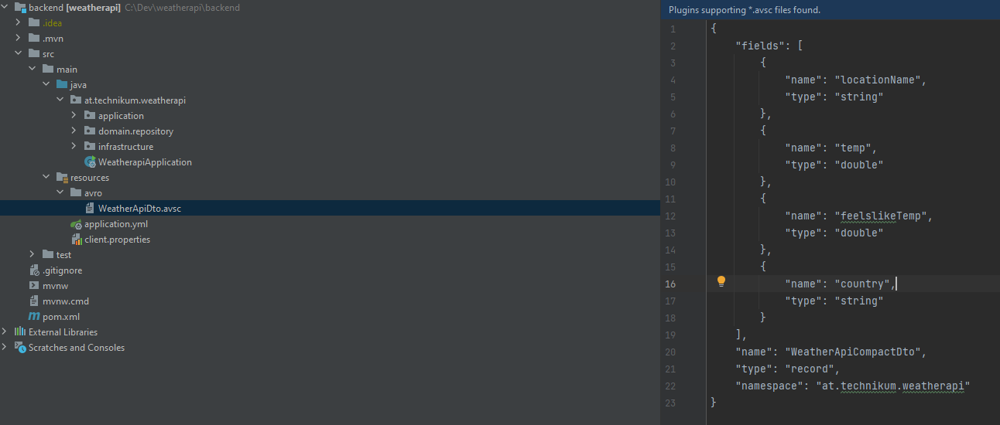 backend [weatherapi] C:\Dev\weatherapi\backend
.idea
.mvn
src
main
java
at.technikum.weatherapi
application
domain.repository
infrastructure
WeatherapiApplication
resources
avro
WeatherApiDto.avsc
application.yml
client.properties
test
.gitignore
mvnw
mvnw.cmd
pom.xml
External Libraries
Scratches and Consoles
Plugins supporting *.avsc files found.
1 {
2 "fields": [
3 {
4 "name": "locationName",
5 "type": "string"
6 },
7 {
8 "name": "temp",
9 "type": "double"
10 },
11 {
12 "name": "feelslikeTemp",
13 "type": "double"
14 },
15 {
16 "name": "country",
17 "type": "string"
18 }
19 ],
20 "name": "WeatherApiCompactDto",
21 "type": "record",
22 "namespace": "at.technikum.weatherapi"
23 }